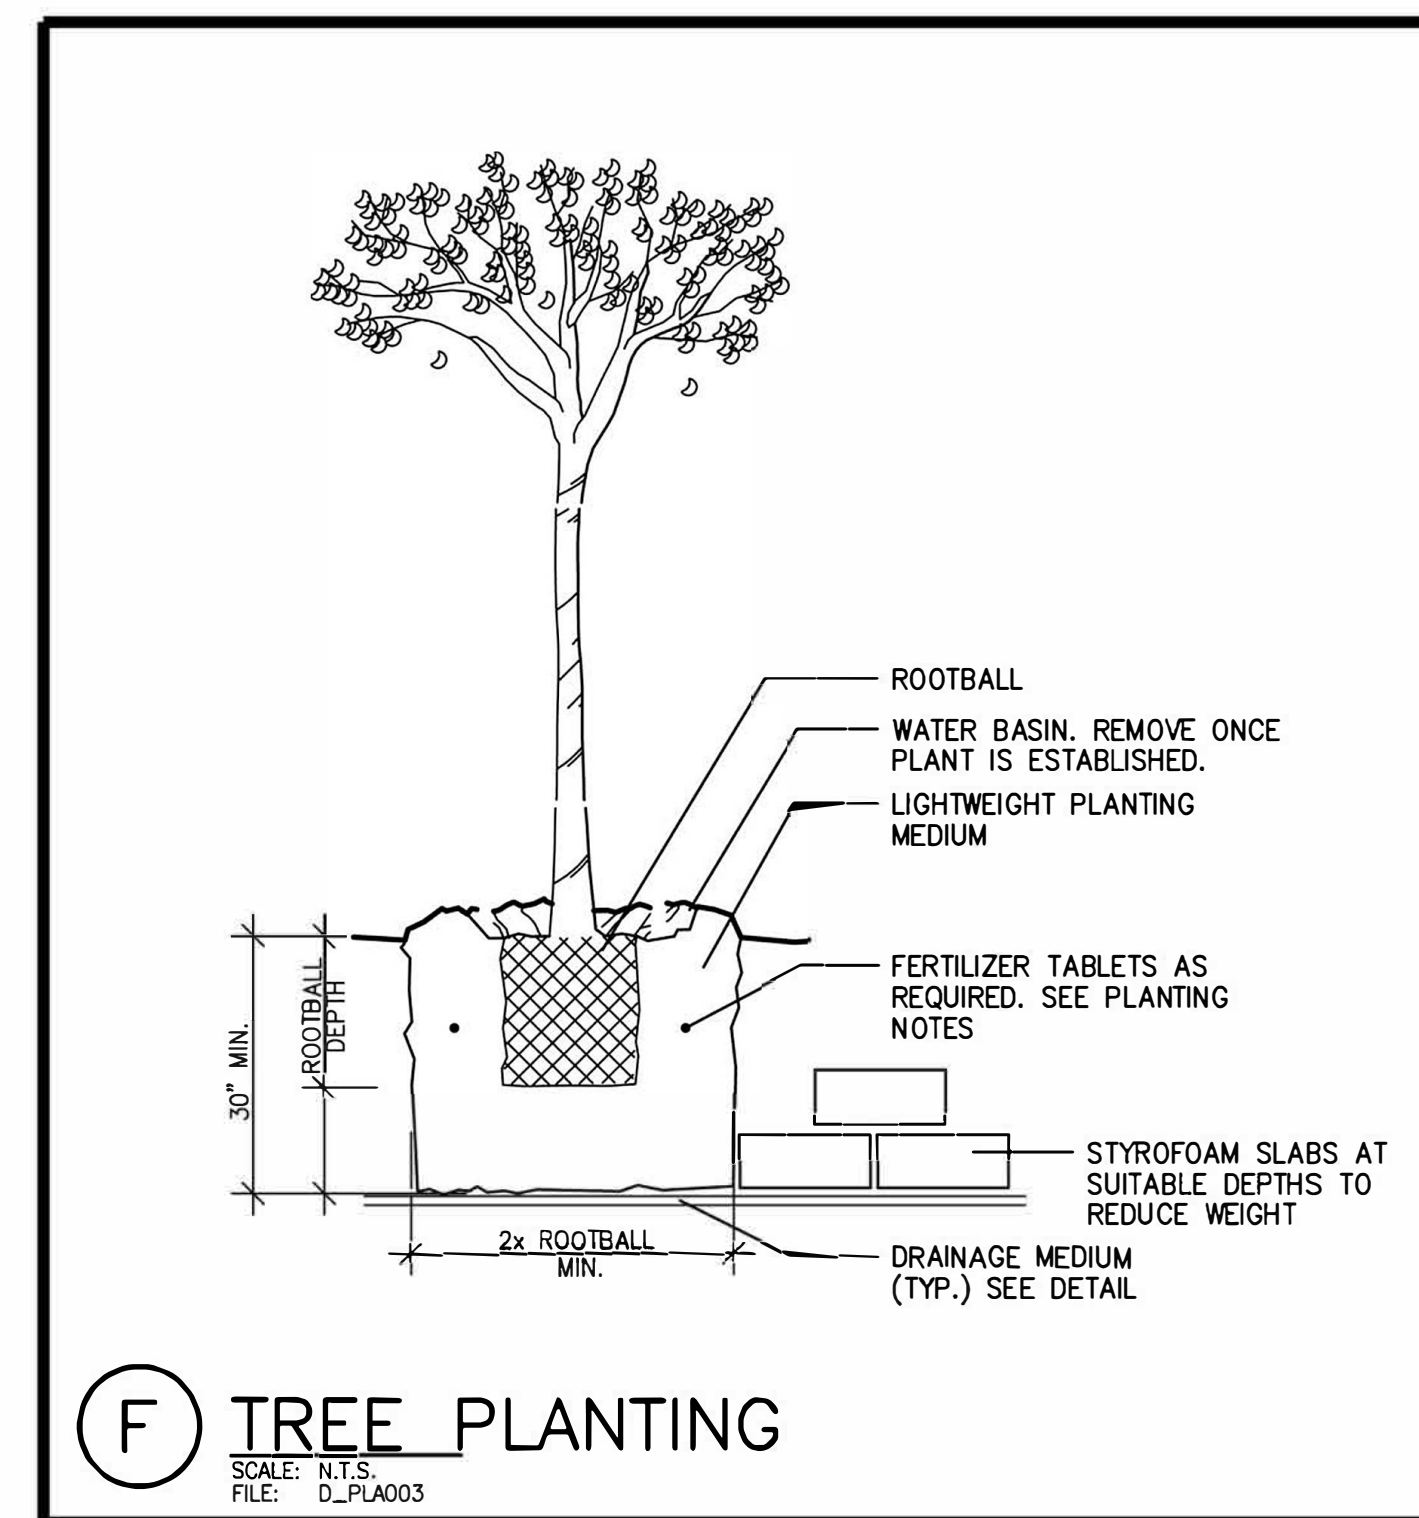 ROOTBALL
WATER BASIN. REMOVE ONCE
PLANT IS ESTABLISHED.
LIGHTWEIGHT PLANTING
MEDIUM
FERTILIZER TABLETS AS
REQUIRED. SEE PLANTING
NOTES
STYROFOAM SLABS AT
SUITABLE DEPTHS TO
REDUCE WEIGHT
DRAINAGE MEDIUM
(TYP.) SEE DETAIL
30" MIN.
ROOTBALL
DEPTH
2x ROOTBALL
MIN.
F
TREE PLANTING
SCALE: N.T.S.
FILE: D_PLA003